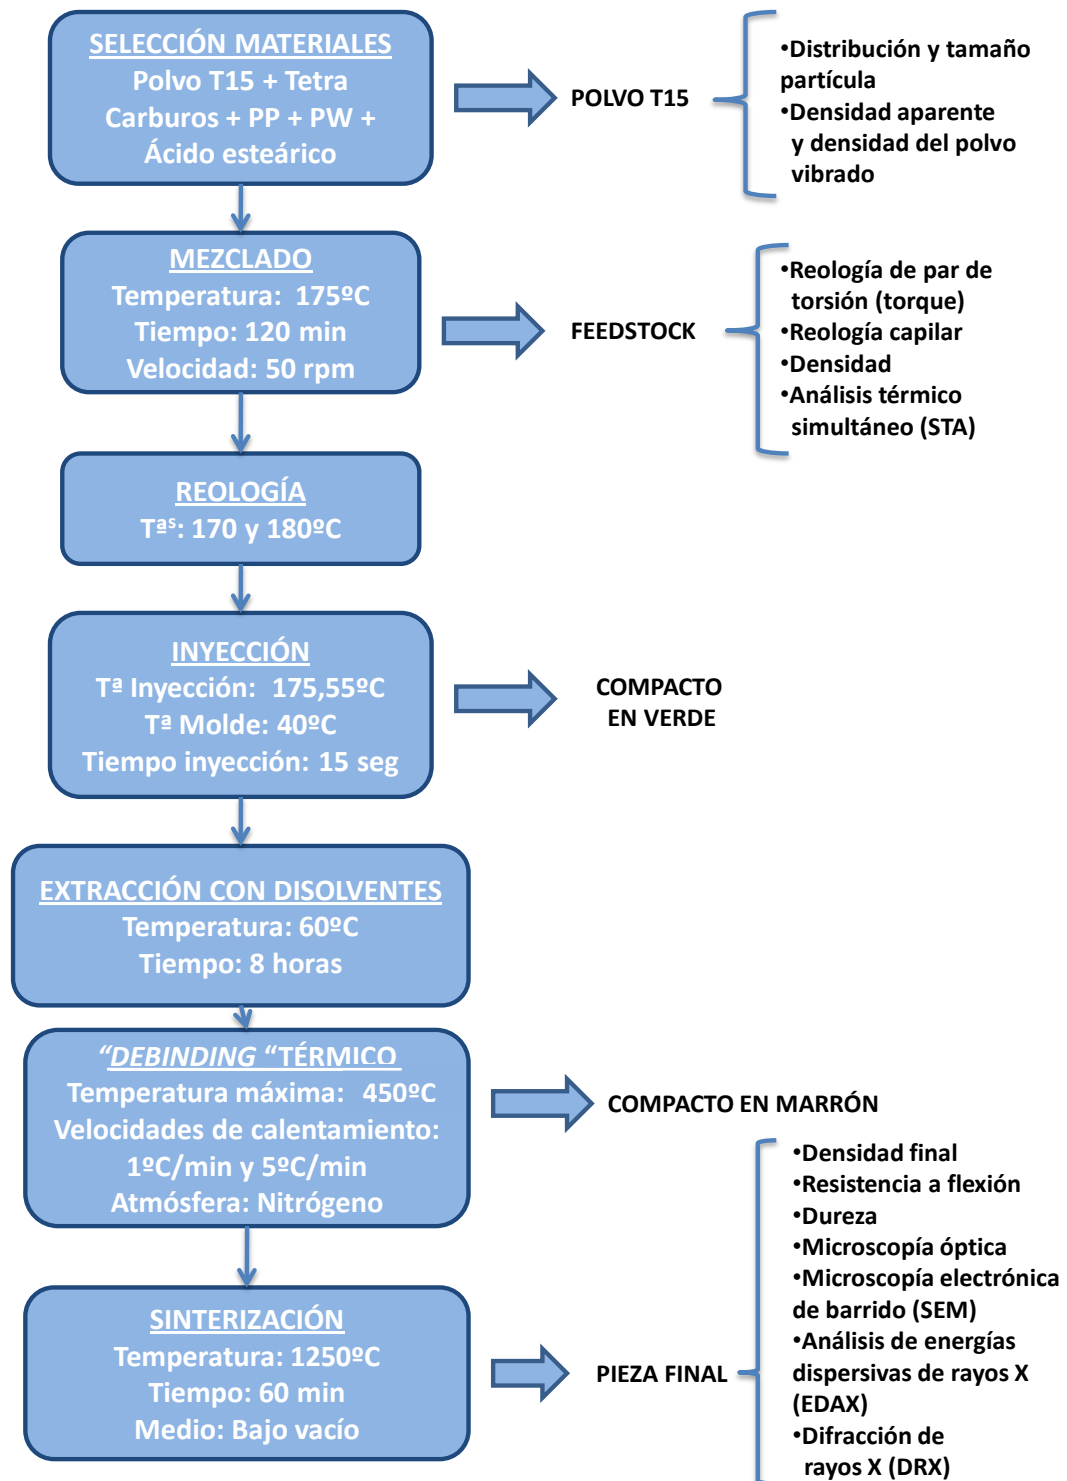 SELECCIÓN MATERIALES
Polvo T15 + Tetra
Carburos + PP + PW +
Ácido esteárico
POLVO T15
•Distribución y tamaño
partícula
•Densidad aparente
y densidad del polvo
vibrado
MEZCLADO
Temperatura: 175ºC
Tiempo: 120 min
Velocidad: 50 rpm
FEEDSTOCK
•Reología de par de
torsión (torque)
•Reología capilar
•Densidad
•Análisis térmico
simultáneo (STA)
REOLOGÍA
Tªˢ: 170 y 180ºC
INYECCIÓN
Tª Inyección: 175,55ºC
Tª Molde: 40ºC
Tiempo inyección: 15 seg
COMPACTO
EN VERDE
EXTRACCIÓN CON DISOLVENTES
Temperatura: 60ºC
Tiempo: 8 horas
“DEBINDING “TÉRMICO
Temperatura máxima: 450ºC
Velocidades de calentamiento:
1ºC/min y 5ºC/min
Atmósfera: Nitrógeno
COMPACTO EN MARRÓN
SINTERIZACIÓN
Temperatura: 1250ºC
Tiempo: 60 min
Medio: Bajo vacío
PIEZA FINAL
•Densidad final
•Resistencia a flexión
•Dureza
•Microscopía óptica
•Microscopía electrónica
de barrido (SEM)
•Análisis de energías
dispersivas de rayos X
(EDAX)
•Difracción de
rayos X (DRX)